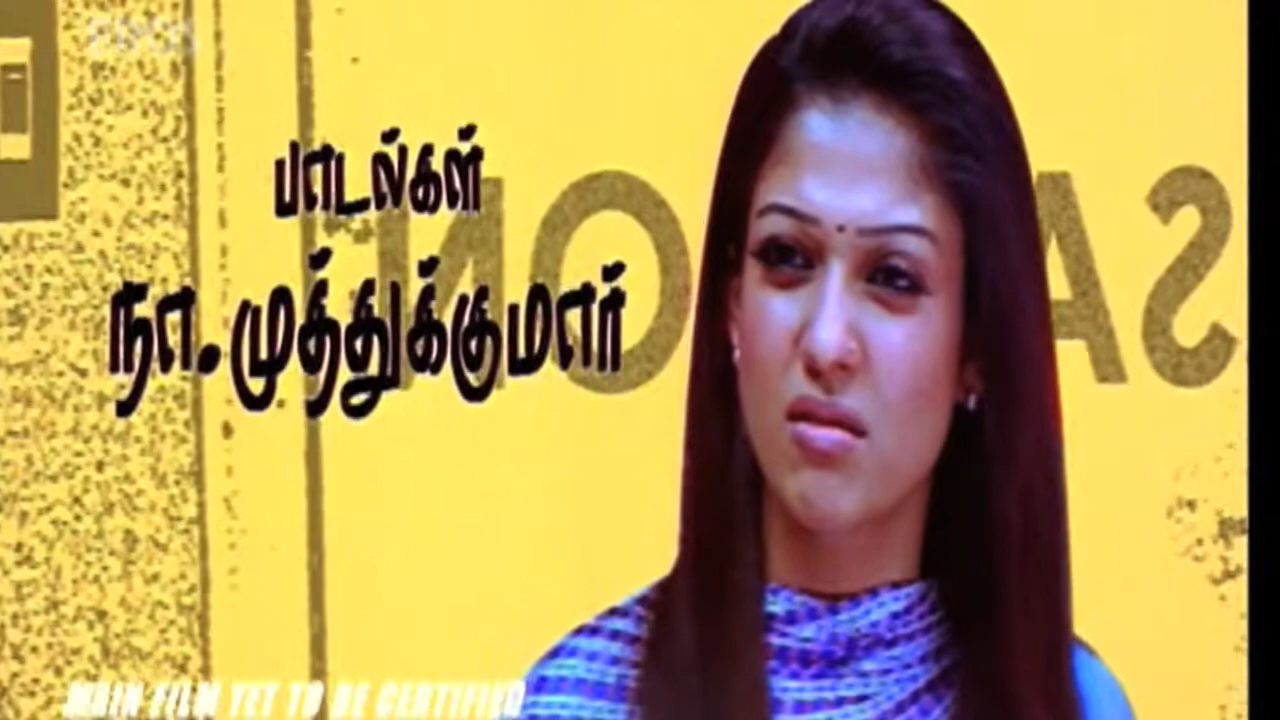 பாடல்கள்
நா.முத்துக்குமார்
MAIN FILM YET TO BE CERTIFIED